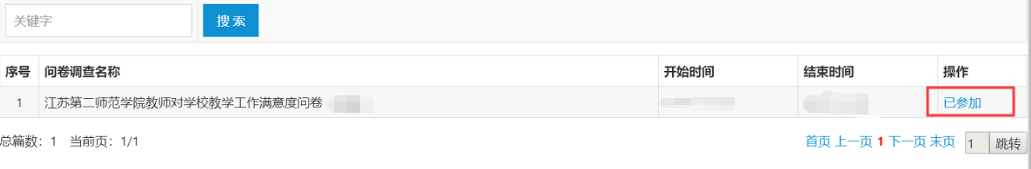 关键字 搜索
序号 问卷调查名称 开始时间 结束时间 操作
1 江苏第二师范学院教师对学校教学工作满意度问卷 已参加
总篇数：1 当前页：1/1 首页 上一页 1 下一页 末页 1 跳转